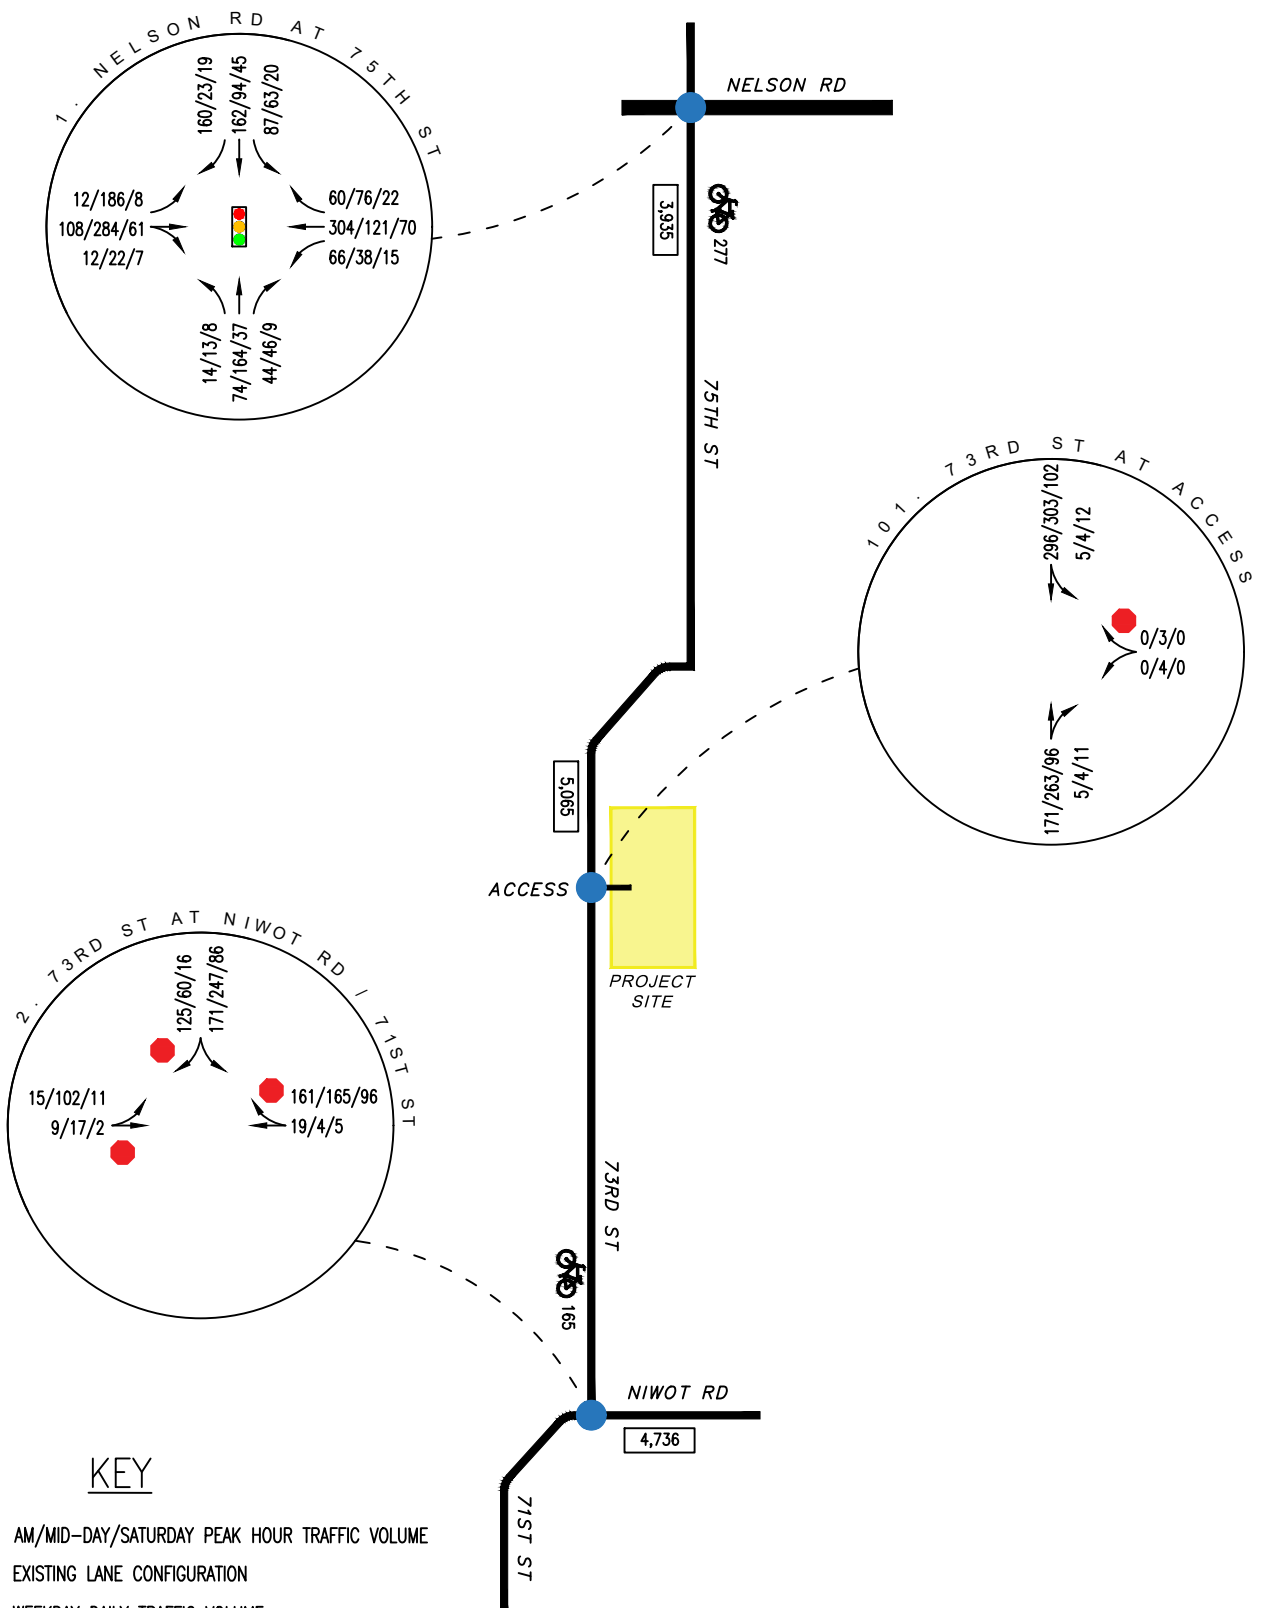 1. NELSON RD AT 75TH ST
160/23/19
162/94/45
87/63/20
12/186/8
108/284/61
12/22/7
60/76/22
304/121/70
66/38/15
14/13/8
74/164/37
44/46/9
NELSON RD
3,935
277
75TH ST
101. 73RD ST AT ACCESS
296/303/102
5/4/12
0/3/0
0/4/0
171/263/96
5/4/11
5,065
ACCESS
PROJECT
SITE
2. 73RD ST AT NIWOT RD / 71ST ST
125/60/16
171/247/86
15/102/11
9/17/2
161/165/96
19/4/5
73RD ST
165
NIWOT RD
4,736
71ST ST
KEY
AM/MID-DAY/SATURDAY PEAK HOUR TRAFFIC VOLUME
EXISTING LANE CONFIGURATION
WEEKDAY DAILY TRAFFIC VOLUME